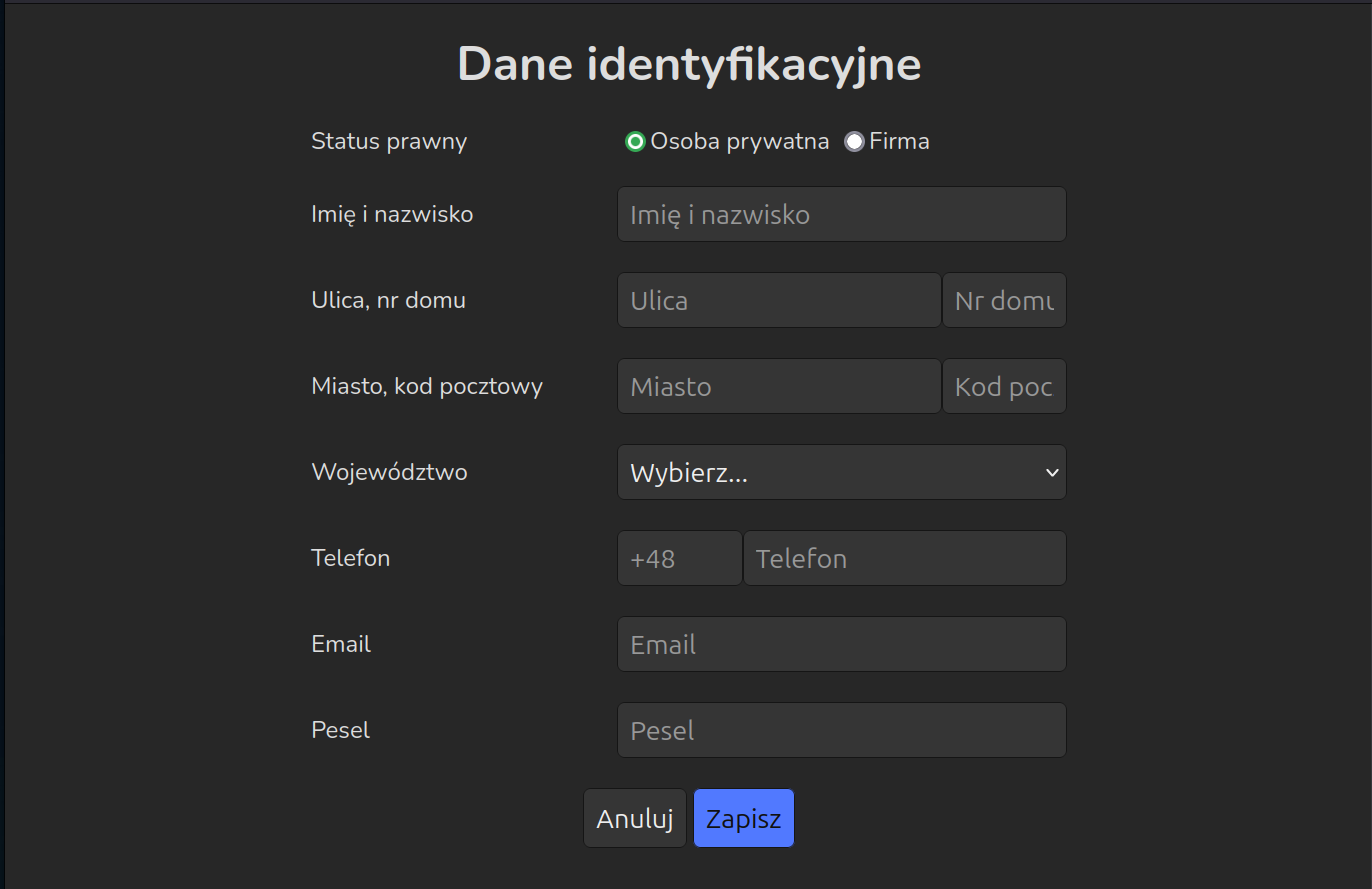 Dane identyfikacyjne
Status prawny Osoba prywatna Firma
Imię i nazwisko Imię i nazwisko
Ulica, nr domu Ulica Nr domu
Miasto, kod pocztowy Miasto Kod poc
Województwo Wybierz...
Telefon +48 Telefon
Email Email
Pesel Pesel
Anuluj Zapisz